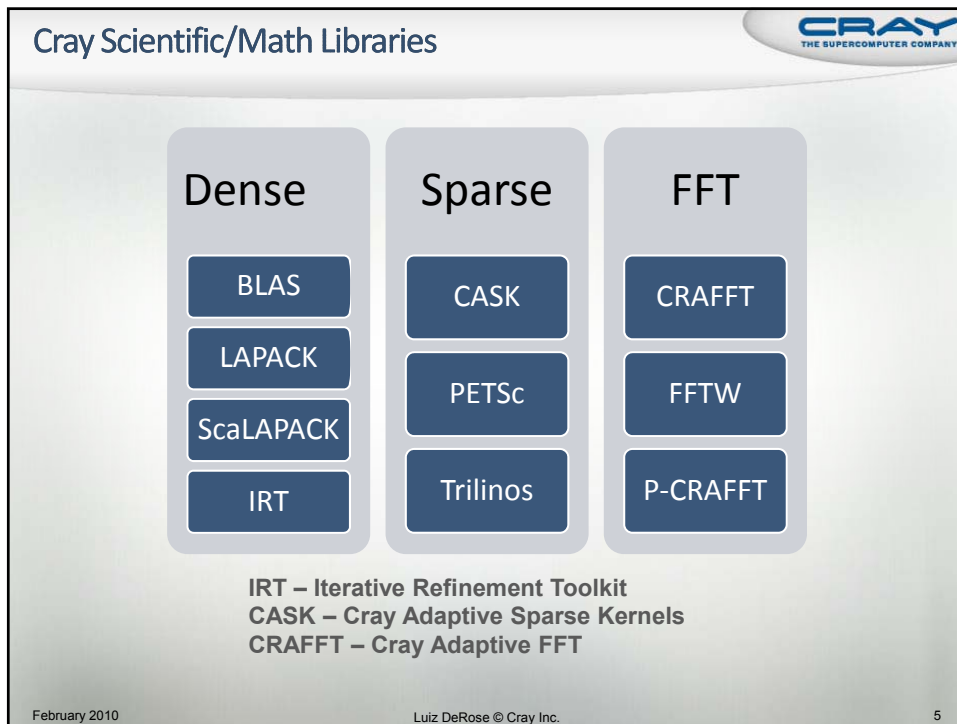 Cray Scientific/Math Libraries
CRAY
THE SUPERCOMPUTER COMPANY
Dense
BLAS
LAPACK
ScaLAPACK
IRT
Sparse
CASK
PETSc
Trilinos
FFT
CRAFFT
FFTW
P-CRAFFT
IRT – Iterative Refinement Toolkit
CASK – Cray Adaptive Sparse Kernels
CRAFFT – Cray Adaptive FFT
February 2010
Luiz DeRose © Cray Inc.
5